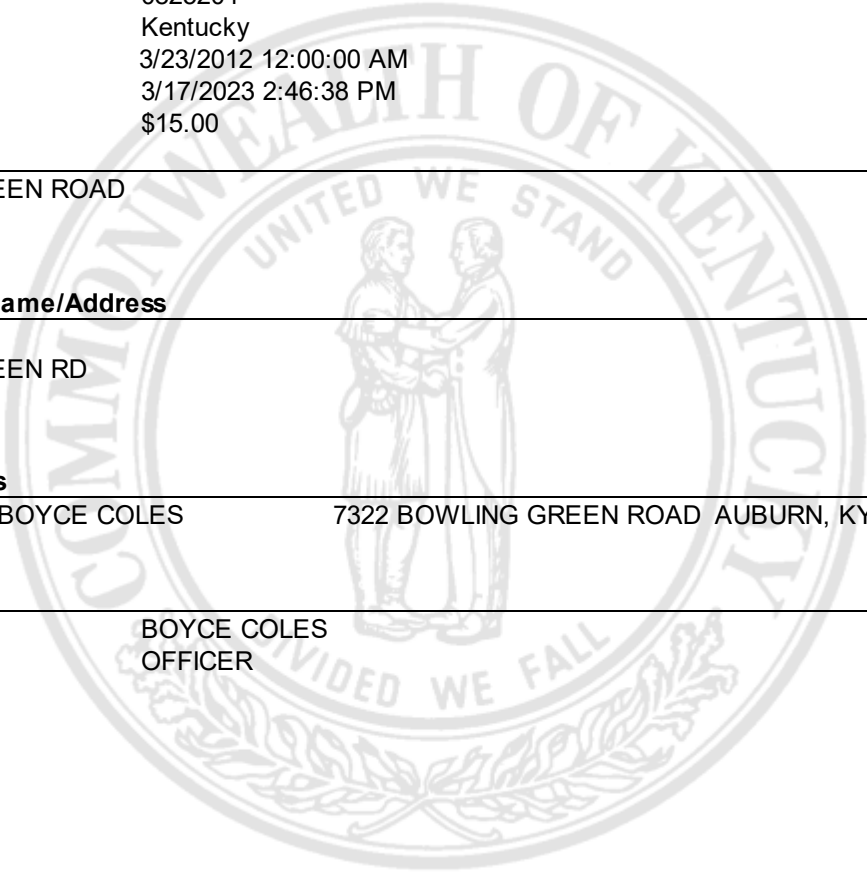 Kentucky
3/23/2012 12:00:00 AM
3/17/2023 2:46:38 PM
$15.00
EEN ROAD
ame/Address
EEN RD
s
BOYCE COLES 7322 BOWLING GREEN ROAD AUBURN, KY
BOYCE COLES
OFFICER
COMMONWEALTH OF KENTUCKY
UNITED WE STAND
DIVIDED WE FALL